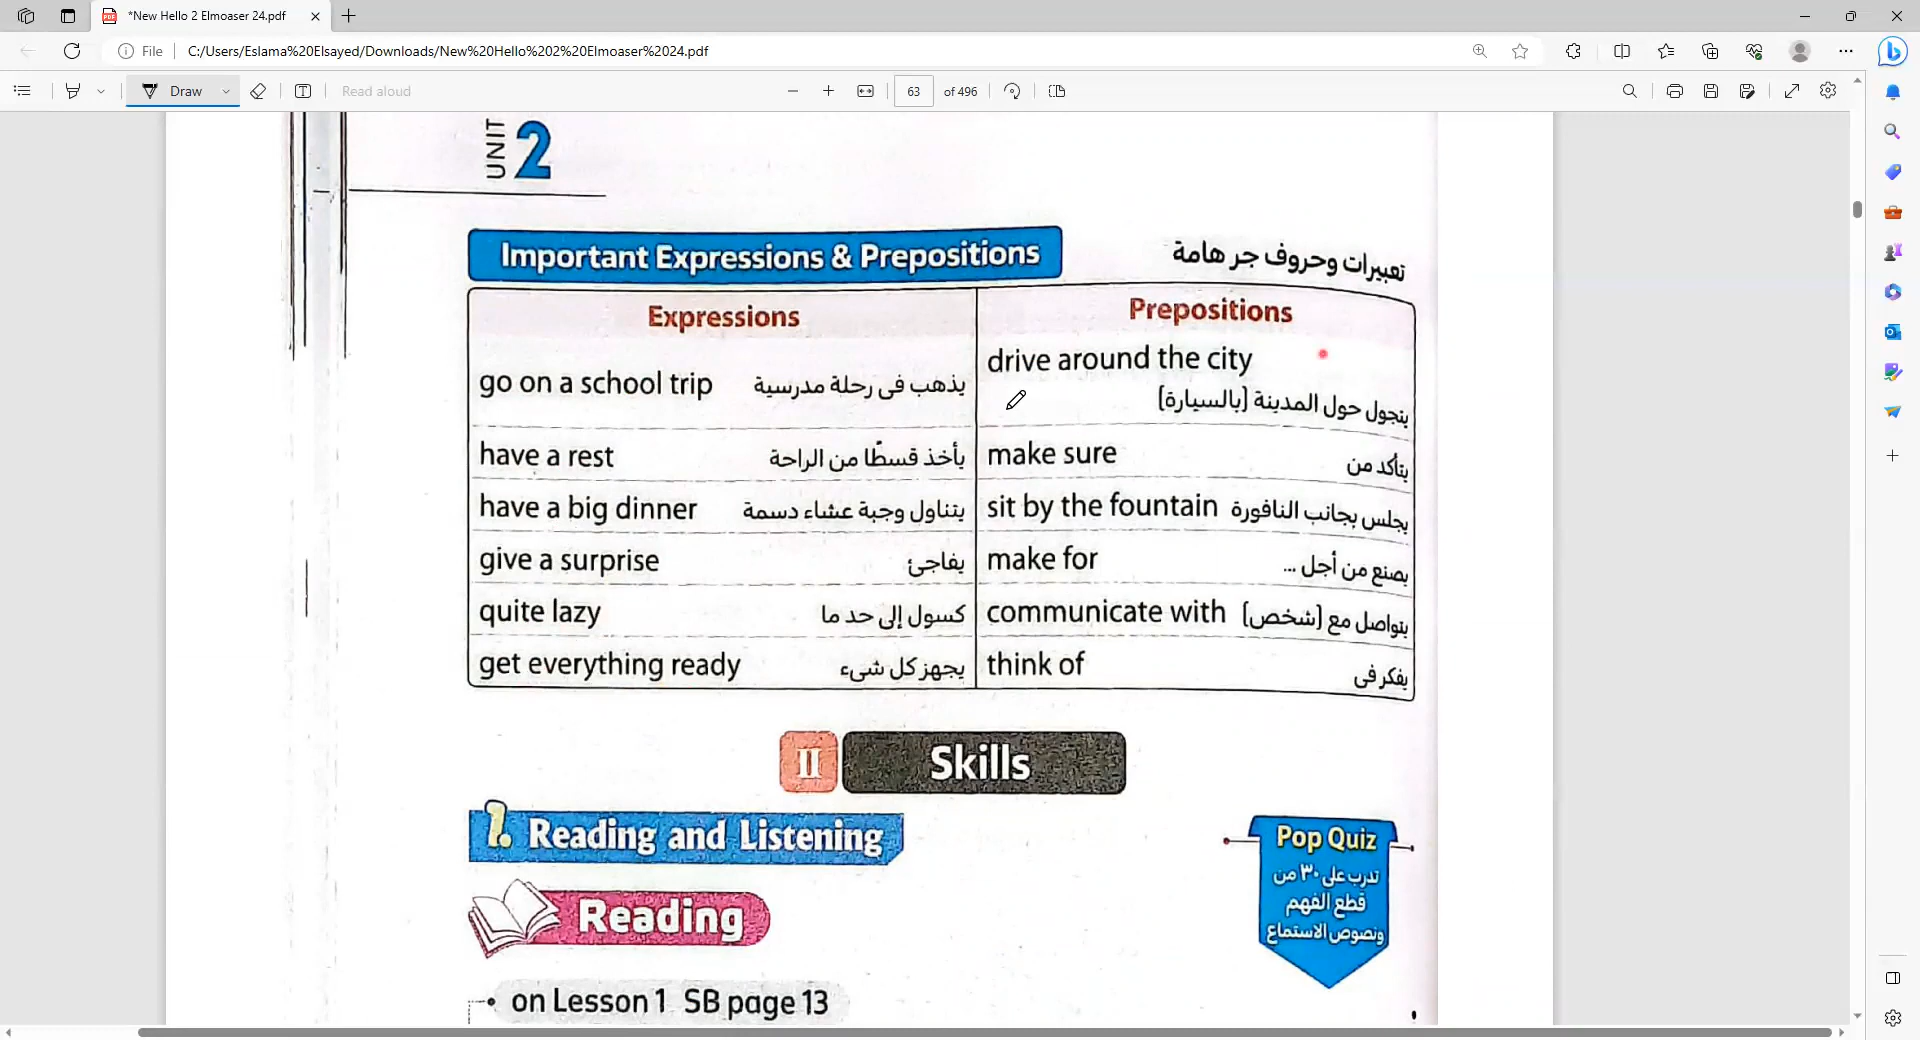 *New Hello 2 Elmoaser 24.pdf
File C:/Users/Eslama%20Elsayed/Downloads/New%20Hello%202%20Elmoaser%2024.pdf
Draw Read aloud 63 of 496
UNIT 2
Important Expressions & Prepositions تعبيرات وحروف جر هامة
Expressions Prepositions
go on a school trip يذهب فى رحلة مدرسية drive around the city
يتجول حول المدينة (بالسيارة)
have a rest يأخذ قسطًا من الراحة make sure يتأكد من
have a big dinner يتناول وجبة عشاء دسمة sit by the fountain يجلس بجانب النافورة
give a surprise يفاجئ make for يصنع من أجل ...
quite lazy كسول إلى حد ما communicate with يتواصل مع (شخص)
get everything ready يجهز كل شىء think of يفكر فى
II Skills
1. Reading and Listening
Pop Quiz
تدرب على ٣٠ من
قطع الفهم
ونصوص الاستماع
Reading
• on Lesson 1 SB page 13